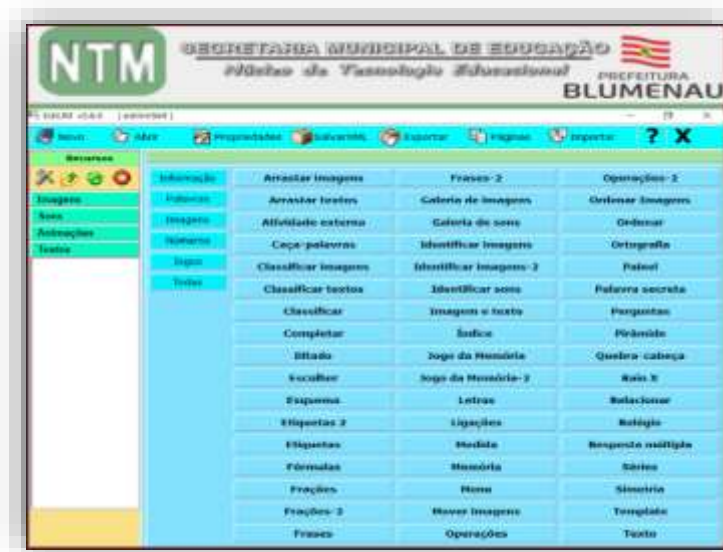 NTM
SECRETARIA MUNICIPAL DE EDUCAÇÃO
Núcleo de Tecnologia Educacional
PREFEITURA
BLUMENAU
Novo Abrir Propriedades SalvarXML Exportar Páginas Importar ? X
Recursos
Imagens
Sons
Animações
Textos
Informação
Palavras
Imagens
Números
Jogos
Todas
Arrastar imagens Frases-2 Operações-2
Arrastar textos Galeria de imagens Ordenar Imagens
Atividade externa Galeria de sons Ordenar
Caça-palavras Identificar imagens Ortografia
Classificar imagens Identificar imagens-2 Painel
Classificar textos Identificar sons Palavra secreta
Classificar Imagem e texto Perguntas
Completar Índice Pirâmide
Ditado Jogo da Memória Quebra-cabeça
Escolher Jogo da Memória-2 Raio X
Esquema Letras Relacionar
Etiquetas 2 Ligações Relógio
Etiquetas Medida Resposta múltipla
Fórmulas Memória Séries
Frações Menu Simetria
Frações-2 Mover imagens Template
Frases Operações Texto